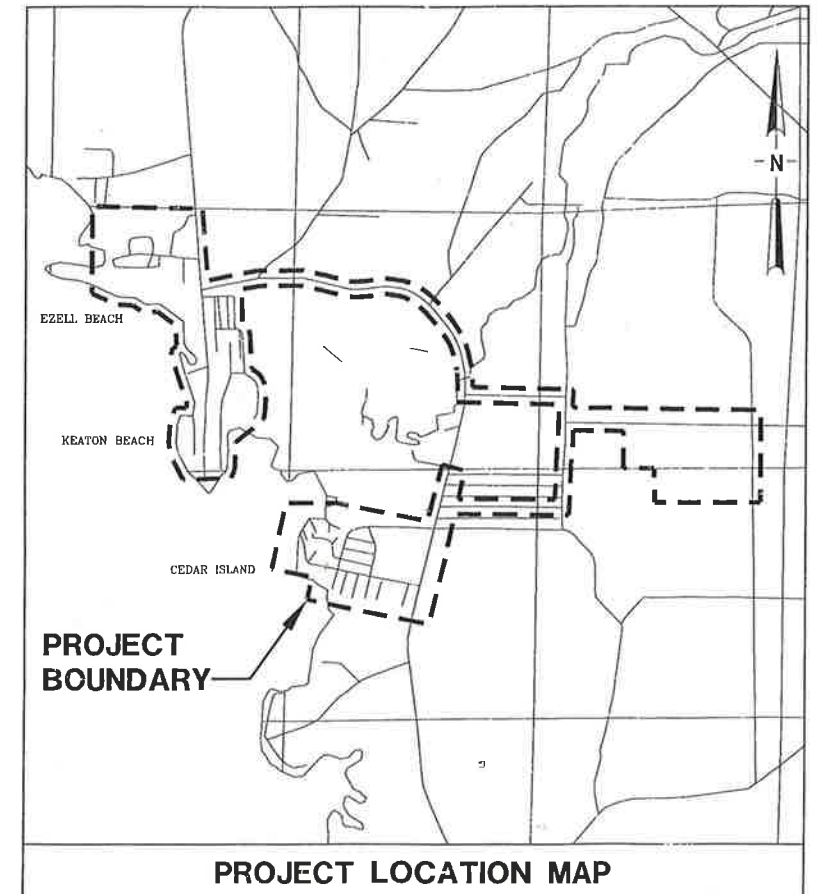 N
EZELL BEACH
KEATON BEACH
CEDAR ISLAND
PROJECT
BOUNDARY
PROJECT LOCATION MAP